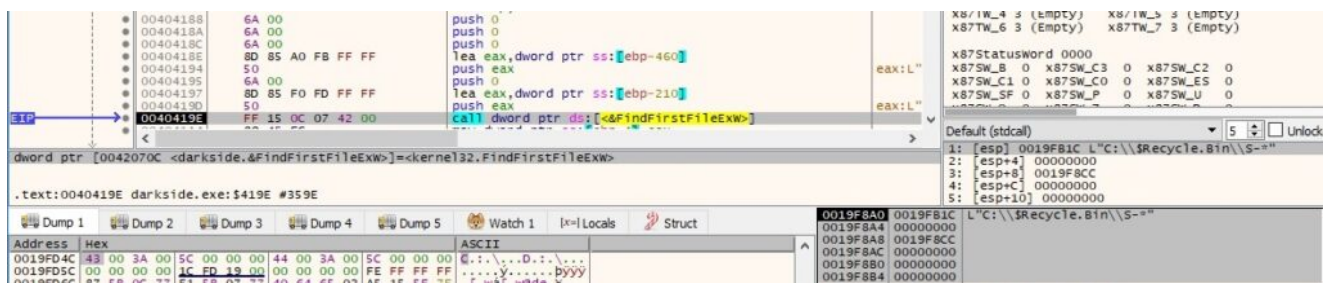 00404188 6A 00 push 0
0040418A 6A 00 push 0
0040418C 6A 00 push 0
0040418E 8D 85 A0 FB FF FF lea eax,dword ptr ss:[ebp-460]
00404194 50 push eax eax:L"
00404195 6A 00 push 0
00404197 8D 85 F0 FD FF FF lea eax,dword ptr ss:[ebp-210]
0040419D 50 push eax eax:L"
EIP 0040419E FF 15 0C 07 42 00 call dword ptr ds:[<&FindFirstFileExW>]
dword ptr [0042070C <darkside.&FindFirstFileExW>]=<kernel32.FindFirstFileExW>
.text:0040419E darkside.exe:$419E #359E
x87TW_4 3 (Empty) x87TW_5 3 (Empty)
x87TW_6 3 (Empty) x87TW_7 3 (Empty)
x87StatusWord 0000
x87SW_B 0 x87SW_C3 0 x87SW_C2 0
x87SW_C1 0 x87SW_C0 0 x87SW_ES 0
x87SW_SF 0 x87SW_P 0 x87SW_U 0
Default (stdcall) 5 Unlock
1: [esp] 0019FB1C L"C:\\$Recycle.Bin\\S-*"
2: [esp+4] 00000000
3: [esp+8] 0019F8CC
4: [esp+C] 00000000
5: [esp+10] 00000000
Dump 1 Dump 2 Dump 3 Dump 4 Dump 5 Watch 1 [x=] Locals Struct
Address Hex ASCII
0019FD4C 43 00 3A 00 5C 00 00 00 44 00 3A 00 5C 00 00 00 C.:.\...D.:.\...
0019FD5C 00 00 00 00 1C FD 19 00 00 00 00 00 FE FF FF FF .....ý......þÿÿÿ
0019F8A0 0019FB1C L"C:\\$Recycle.Bin\\S-*"
0019F8A4 00000000
0019F8A8 0019F8CC
0019F8AC 00000000
0019F8B0 00000000
0019F8B4 00000000